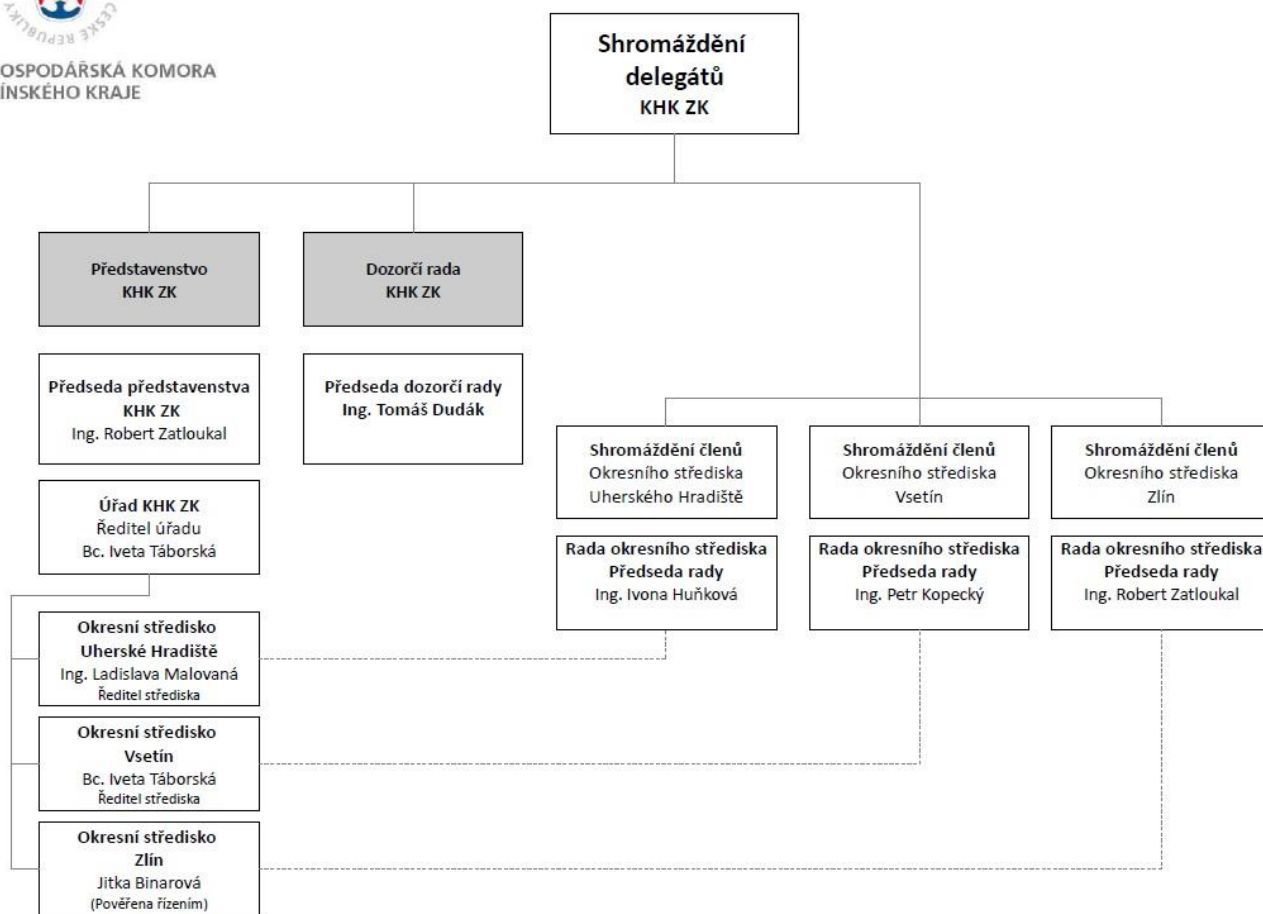 ČESKÉ REPUBLIKY
OSPODÁŘSKÁ KOMORA
ÍNSKÉHO KRAJE
Shromáždění
delegátů
KHK ZK
Představenstvo
KHK ZK
Dozorčí rada
KHK ZK
Předseda představenstva
KHK ZK
Ing. Robert Zatloukal
Předseda dozorčí rady
Ing. Tomáš Dudák
Úřad KHK ZK
Ředitel úřadu
Bc. Iveta Táborská
Shromáždění členů
Okresního střediska
Uherského Hradiště
Shromáždění členů
Okresního střediska
Vsetín
Shromáždění členů
Okresního střediska
Zlín
Rada okresního střediska
Předseda rady
Ing. Ivona Huňková
Rada okresního střediska
Předseda rady
Ing. Petr Kopecký
Rada okresního střediska
Předseda rady
Ing. Robert Zatloukal
Okresní středisko
Uherské Hradiště
Ing. Ladislava Malovaná
Ředitel střediska
Okresní středisko
Vsetín
Bc. Iveta Táborská
Ředitel střediska
Okresní středisko
Zlín
Jitka Binarová
(Pověřena řízením)